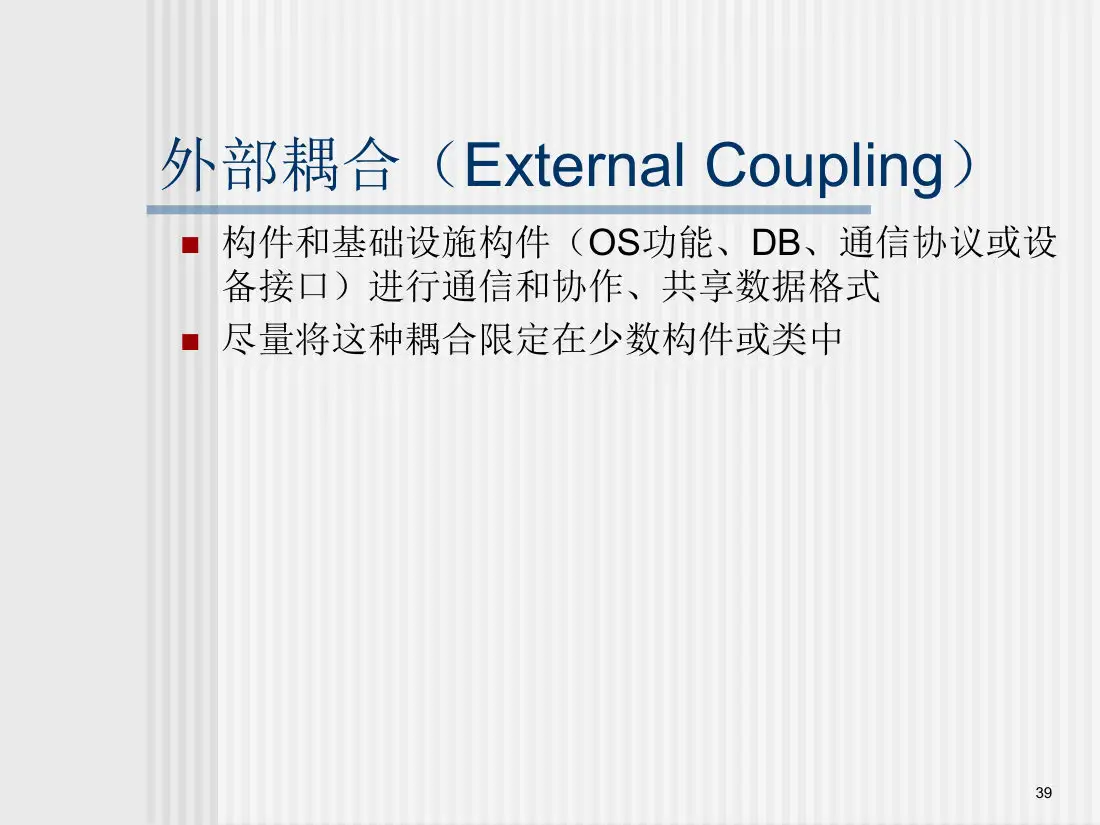 外部耦合（External Coupling）
构件和基础设施构件（OS功能、DB、通信协议或设
备接口）进行通信和协作、共享数据格式
尽量将这种耦合限定在少数构件或类中
39